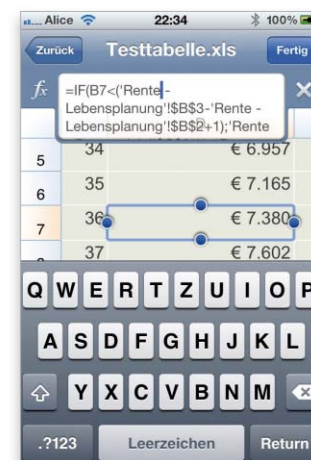 Alice 22:34 100%
Zurück Testtabelle.xls Fertig
fx =IF(B7<('Rente -
Lebensplanung'!$B$3-'Rente -
Lebensplanung'!$B$2+1);'Rente
34 € 6.957
5
35 € 7.165
6
36 € 7.380
7
37 € 7.602
Q W E R T Z U I O P
A S D F G H J K L
Y X C V B N M
.?123 Leerzeichen Return